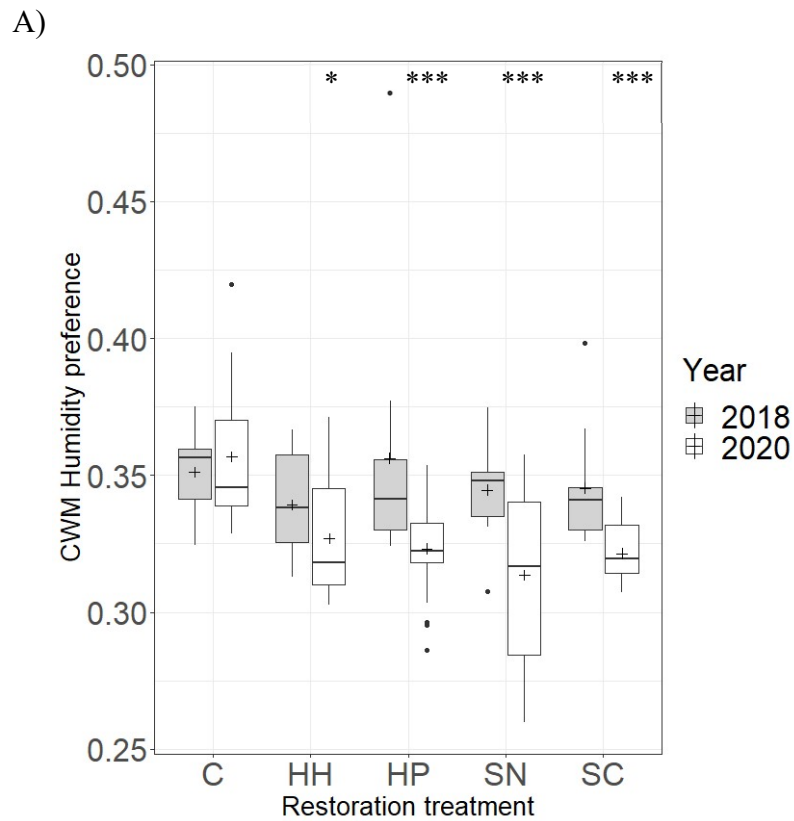 A)
* *** *** ***
0.50
0.45
0.40
0.35
0.30
0.25
CWM Humidity preference
C HH HP SN SC
Restoration treatment
Year
2018
2020